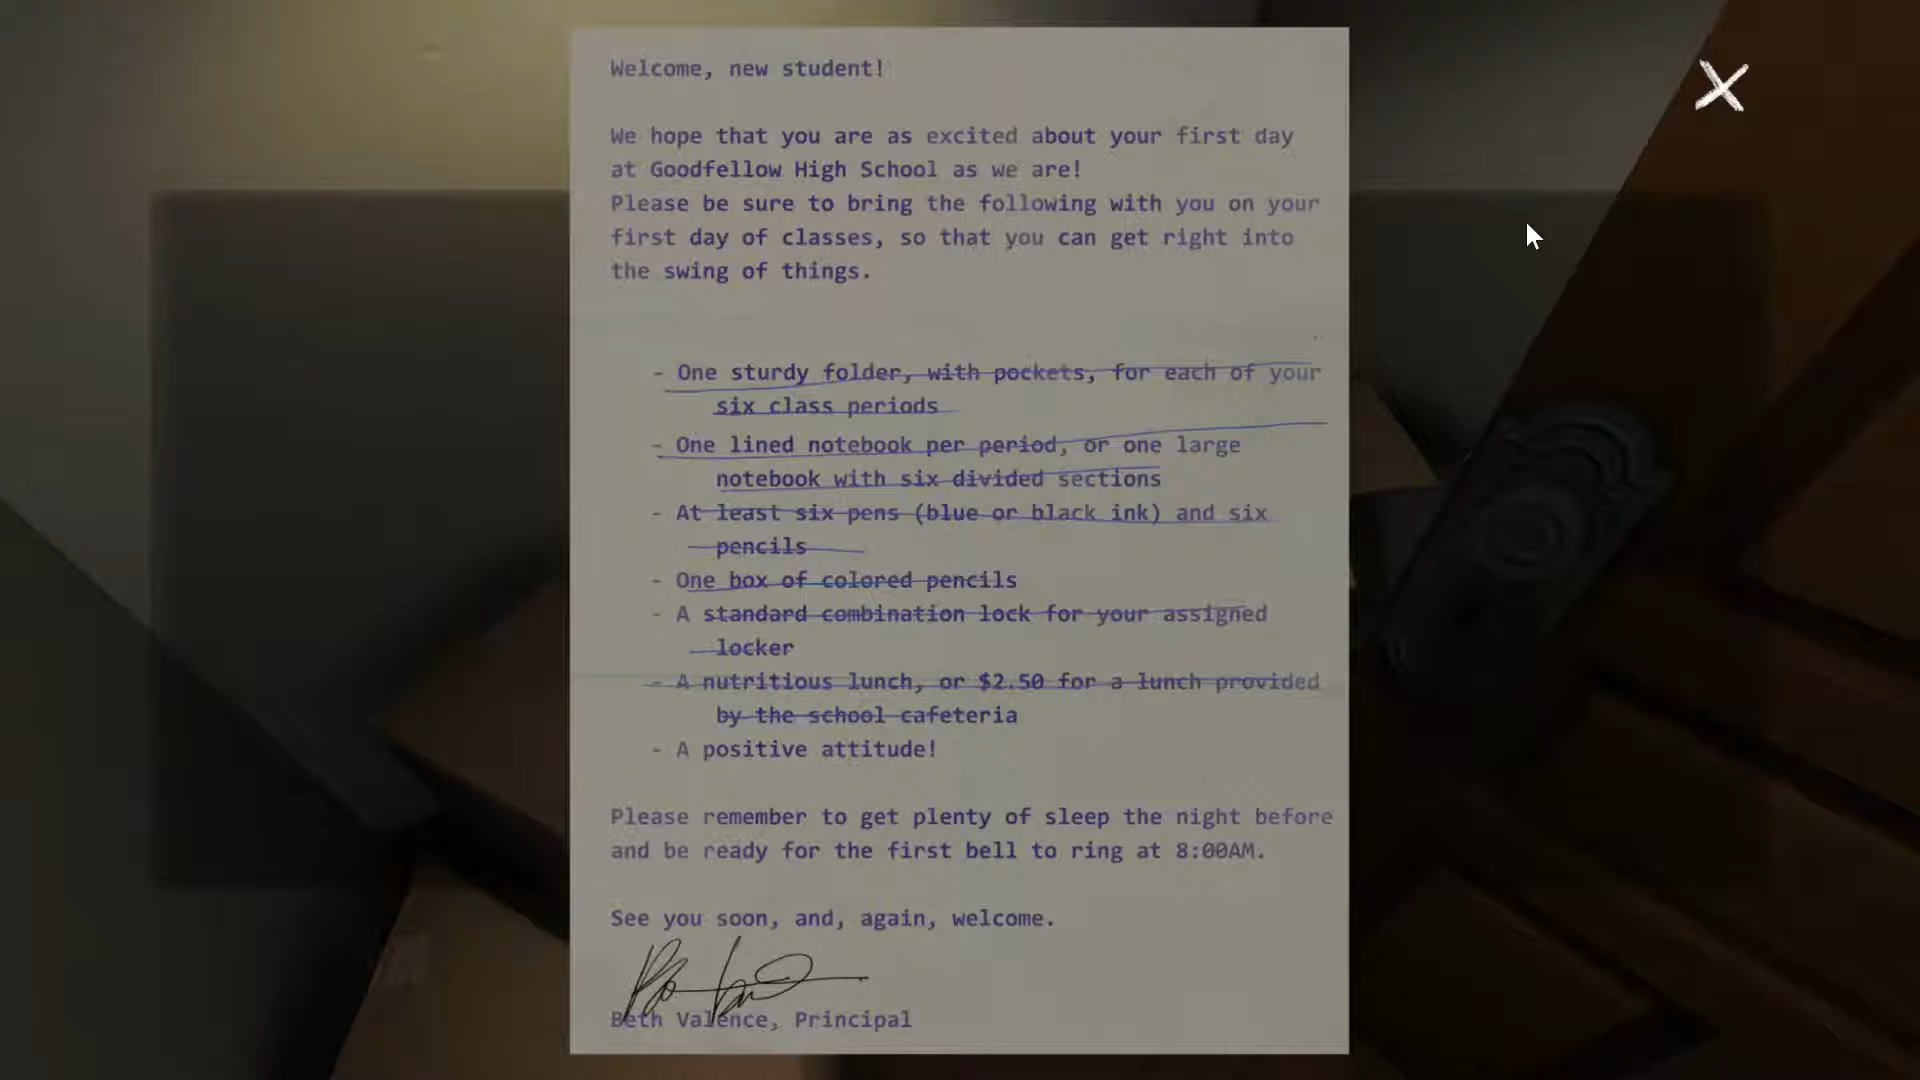 Welcome, new student!
We hope that you are as excited about your first day
at Goodfellow High School as we are!
Please be sure to bring the following with you on your
first day of classes, so that you can get right into
the swing of things.
- One sturdy folder, with pockets, for each of your
six class periods
- One lined notebook per period, or one large
notebook with six divided sections
- At least six pens (blue or black ink) and six
pencils
- One box of colored pencils
- A standard combination lock for your assigned
locker
- A nutritious lunch, or $2.50 for a lunch provided
by the school cafeteria
- A positive attitude!
Please remember to get plenty of sleep the night before
and be ready for the first bell to ring at 8:00AM.
See you soon, and, again, welcome.
Beth Valence, Principal